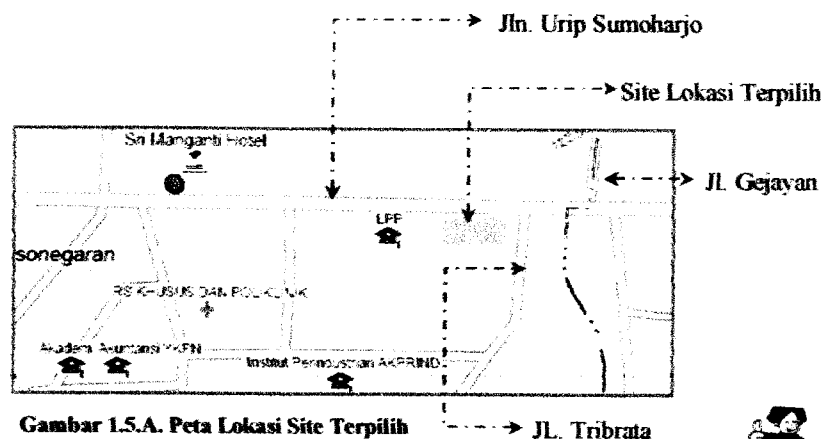 Jln. Urip Sumoharjo
Site Lokasi Terpilih
Sri Manganti Hotel
Jl. Gejayan
LPP
sonegaran
RS KHUSUS DAN POLIKLINIK
Akademi Akuntansi YKPN
Institut Perindustrian AKPRIND
Gambar 1.5.A. Peta Lokasi Site Terpilih
JL. Tribrata